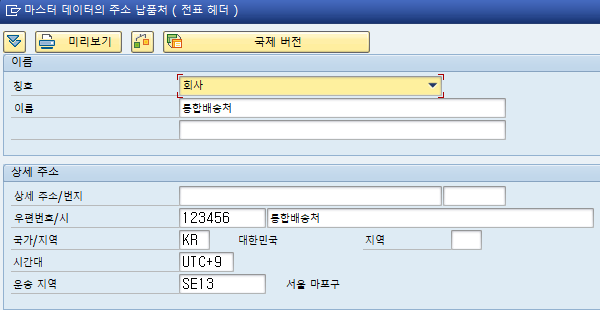 마스터 데이터의 주소 납품처 ( 전표 헤더 )
미리보기 국제 버전
이름
칭호 회사
이름 통합배송처
상세 주소
상세 주소/번지
우편번호/시 123456 통합배송처
국가/지역 KR 대한민국 지역
시간대 UTC+9
운송 지역 SE13 서울 마포구